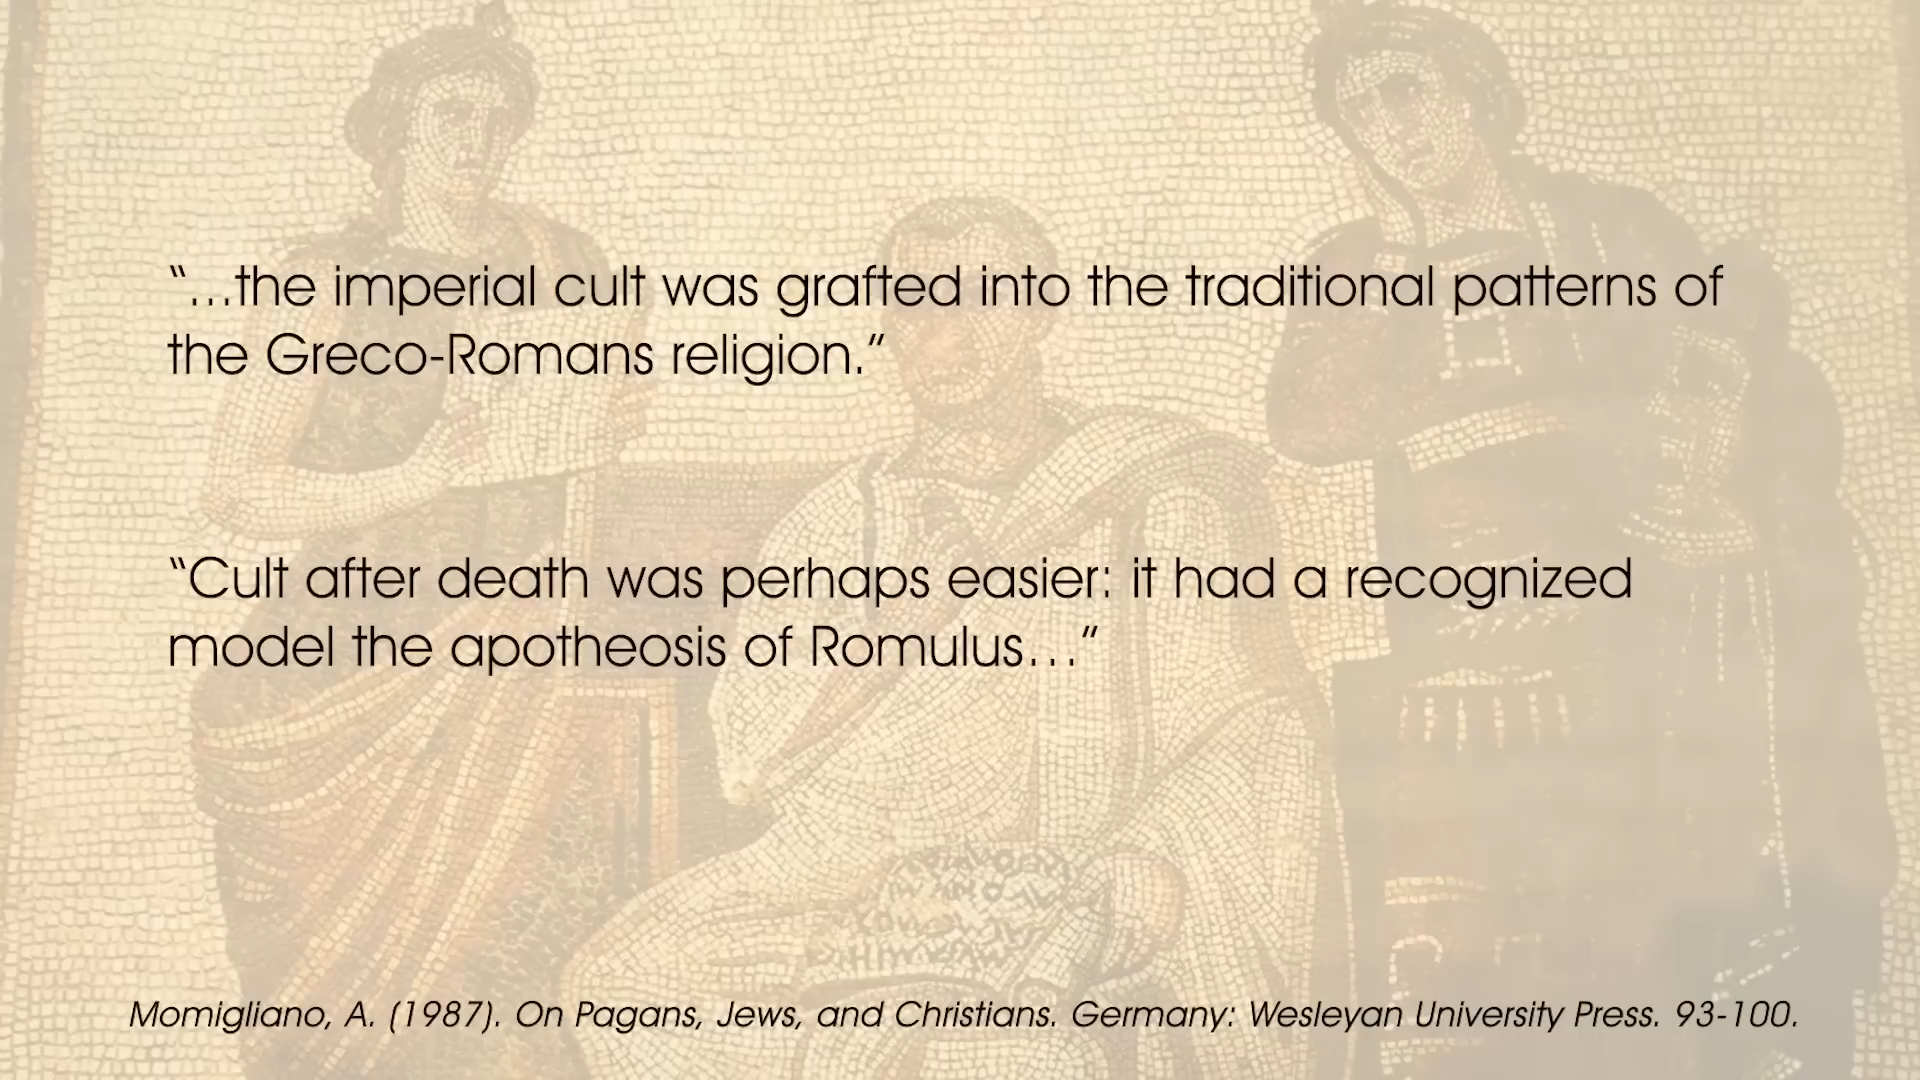 “...the imperial cult was grafted into the traditional patterns of
the Greco-Romans religion.”
“Cult after death was perhaps easier: it had a recognized
model the apotheosis of Romulus...”
Momigliano, A. (1987). On Pagans, Jews, and Christians. Germany: Wesleyan University Press. 93-100.